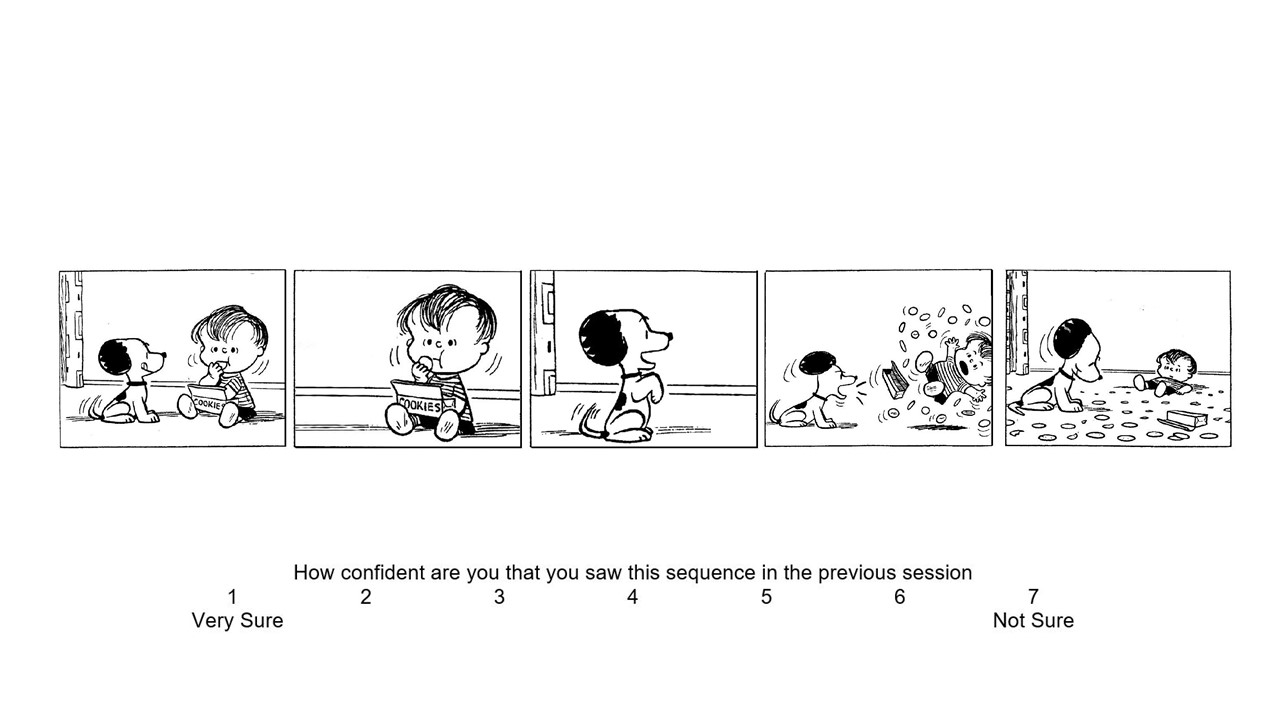 COOKIES
COOKIES
How confident are you that you saw this sequence in the previous session
1 2 3 4 5 6 7
Very Sure Not Sure